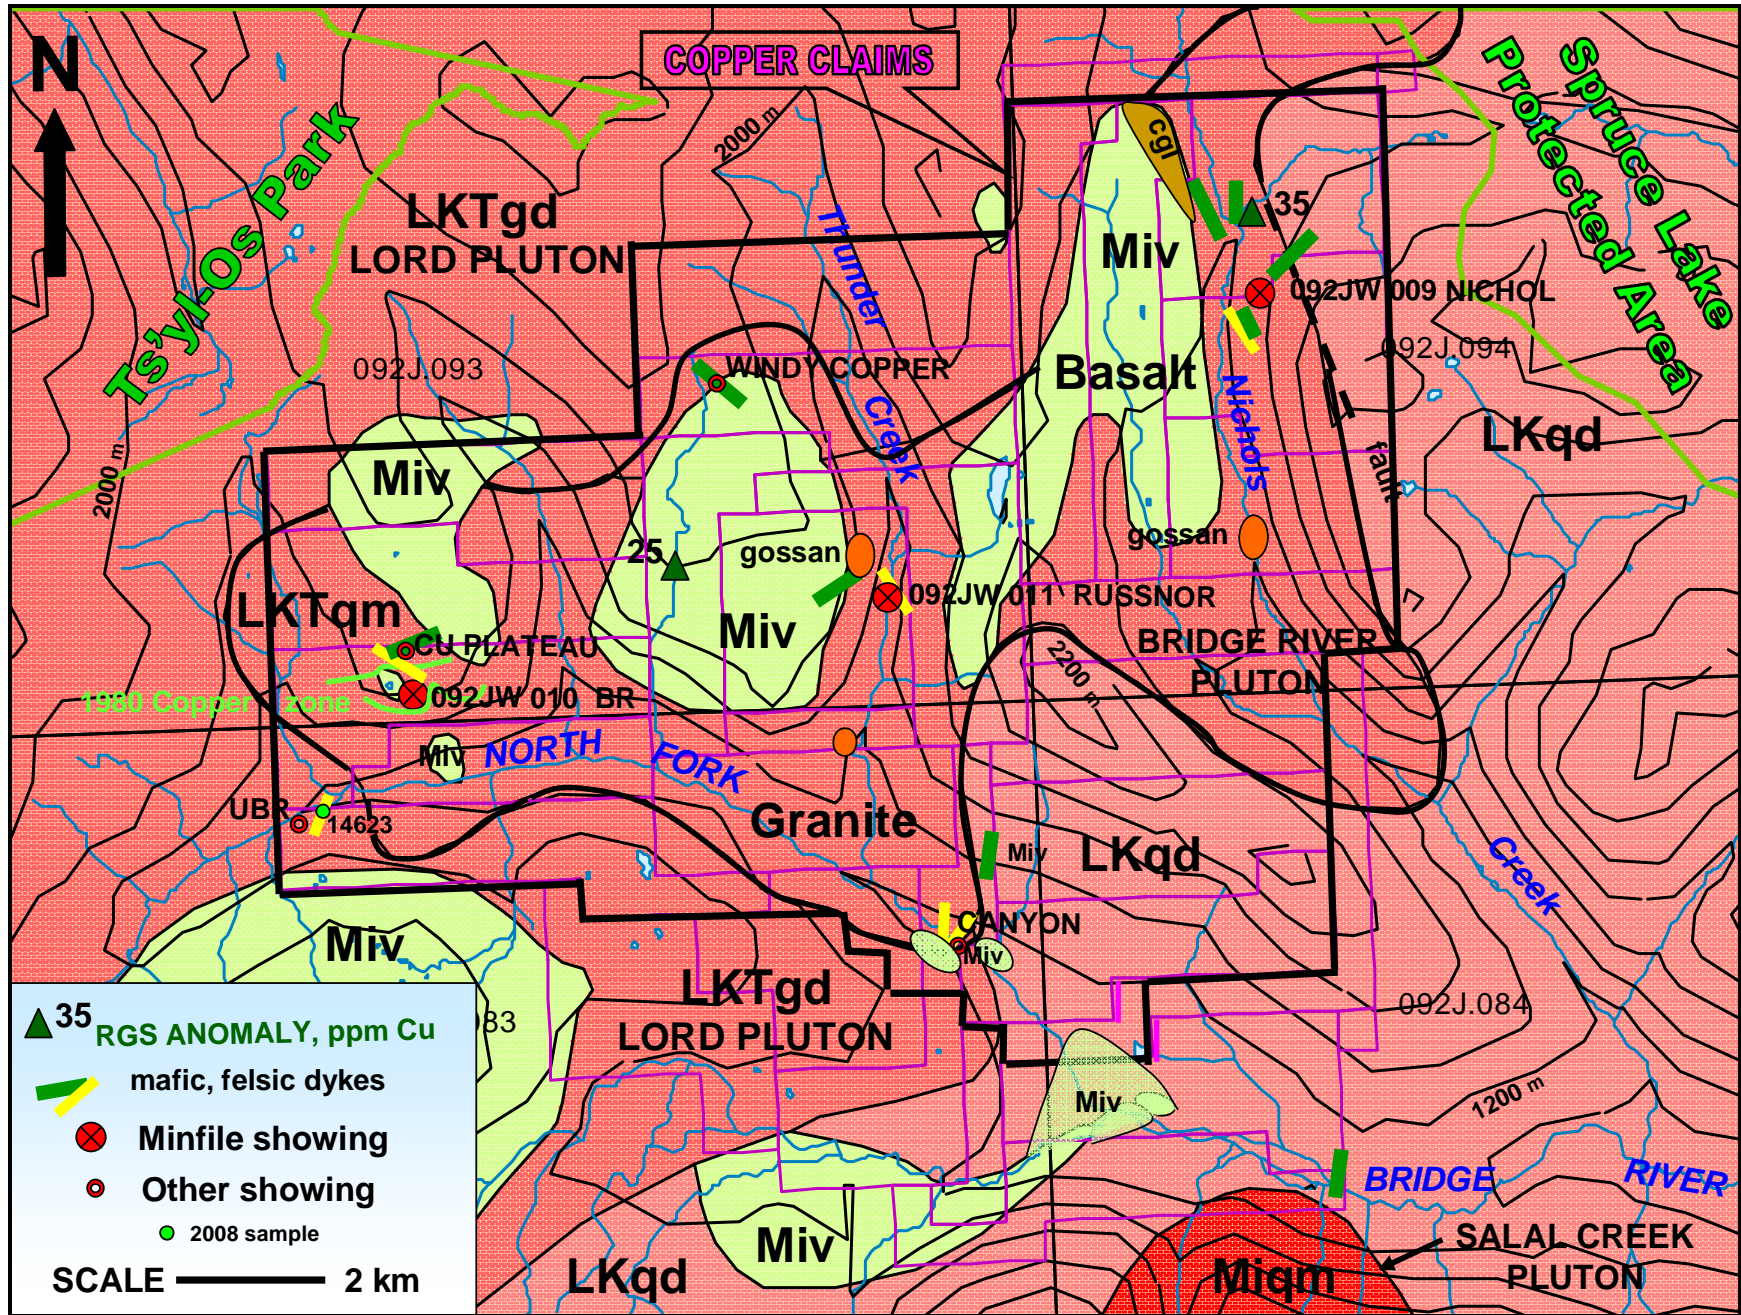 COPPER CLAIMS
N
Ts'yl-Os Park
Spruce Lake
Protected Area
2000 m
cgl
LKTgd
LORD PLUTON
Thunder
Creek
Miv
35
092JW 009 NICHOL
092J.093
WINDY COPPER
Basalt
092J.094
Nichols
LKqd
2000 m
Miv
fault
25
gossan
gossan
LKTqm
092JW 011 RUSSNOR
Miv
CU PLATEAU
BRIDGE RIVER
PLUTON
2200 m
1980 Copper zone
092JW 010 BR
Miv
NORTH
FORK
UBR
14623
Granite
Miv
LKqd
Creek
Miv
CANYON
Miv
LKTgd
LORD PLUTON
092J.084
83
35
RGS ANOMALY, ppm Cu
mafic, felsic dykes
Minfile showing
Other showing
2008 sample
SCALE
2 km
Miv
1200 m
BRIDGE
RIVER
Miv
LKqd
Miqm
SALAL CREEK
PLUTON